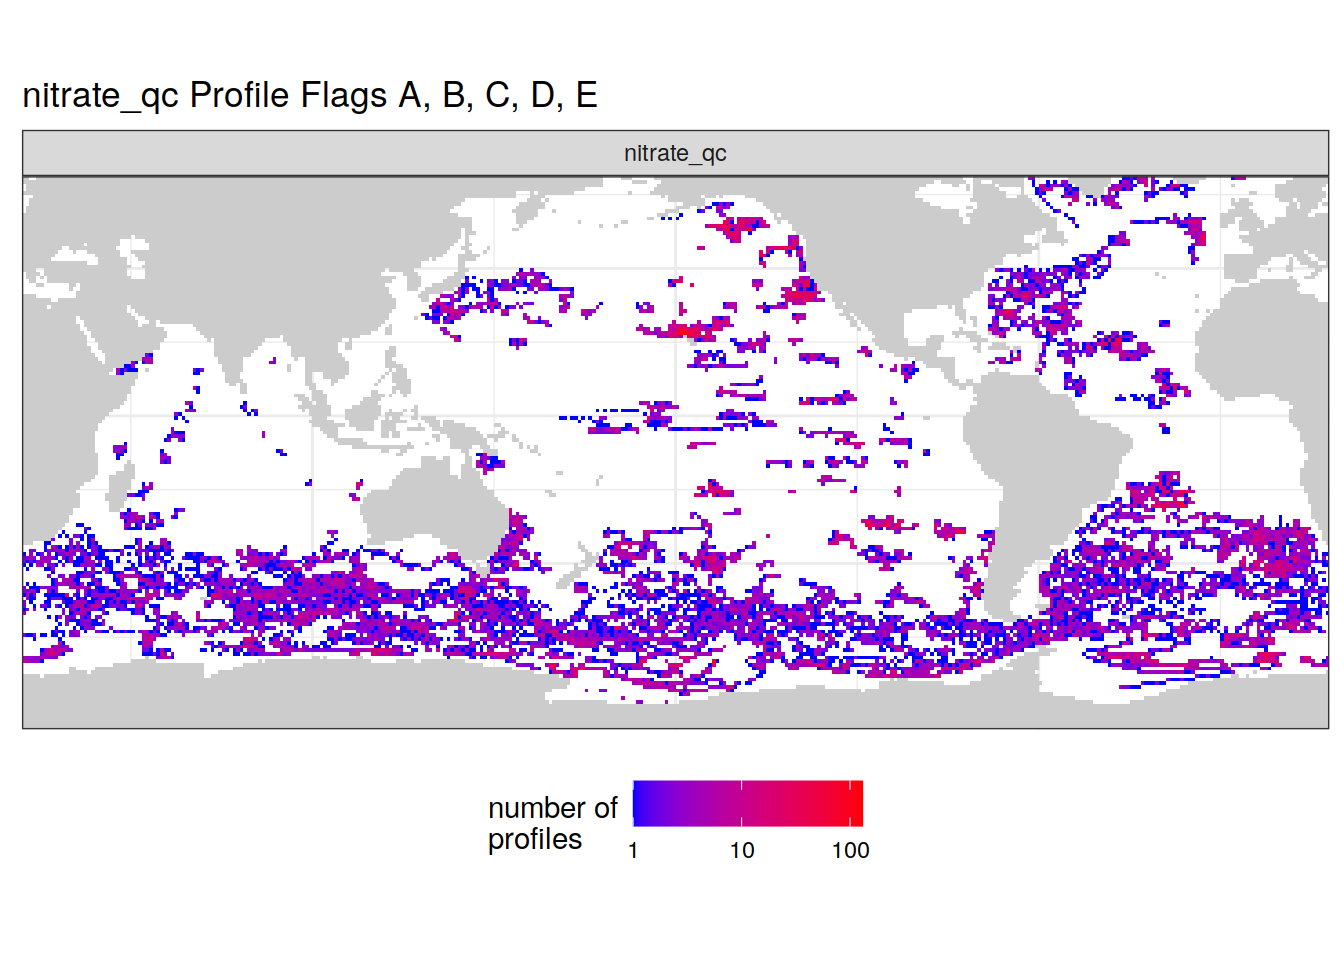 nitrate_qc Profile Flags A, B, C, D, E
nitrate_qc
number of
profiles
1 10 100